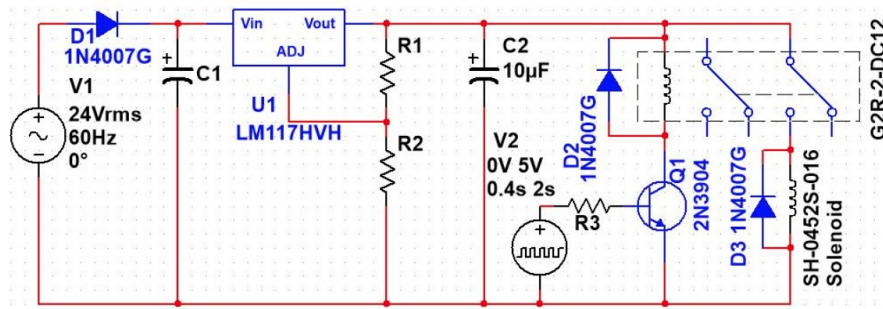 D1
1N4007G
V1
24Vrms
60Hz
0°
C1
Vin
Vout
ADJ
U1
LM117HVH
R1
R2
C2
10µF
V2
0V 5V
0.4s 2s
R3
D2
1N4007G
Q1
2N3904
D3 1N4007G
SH-0452S-016
Solenoid
G2R-2-DC12